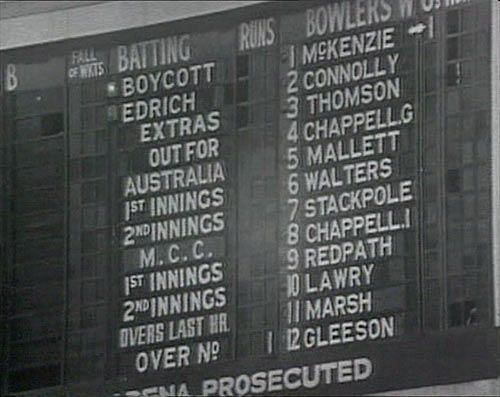 B FALL OF WKTS BATTING RUNS BOWLERS W
BOYCOTT 1 MCKENZIE 1
EDRICH 2 CONNOLLY
EXTRAS 3 THOMSON
OUT FOR 4 CHAPPELL.G
AUSTRALIA 5 MALLETT
1ST INNINGS 6 WALTERS
2ND INNINGS 7 STACKPOLE
M.C.C. 8 CHAPPELL.I
1ST INNINGS 9 REDPATH
2ND INNINGS 10 LAWRY
OVERS LAST HR. 11 MARSH
OVER NO 1 12 GLEESON
PROSECUTED